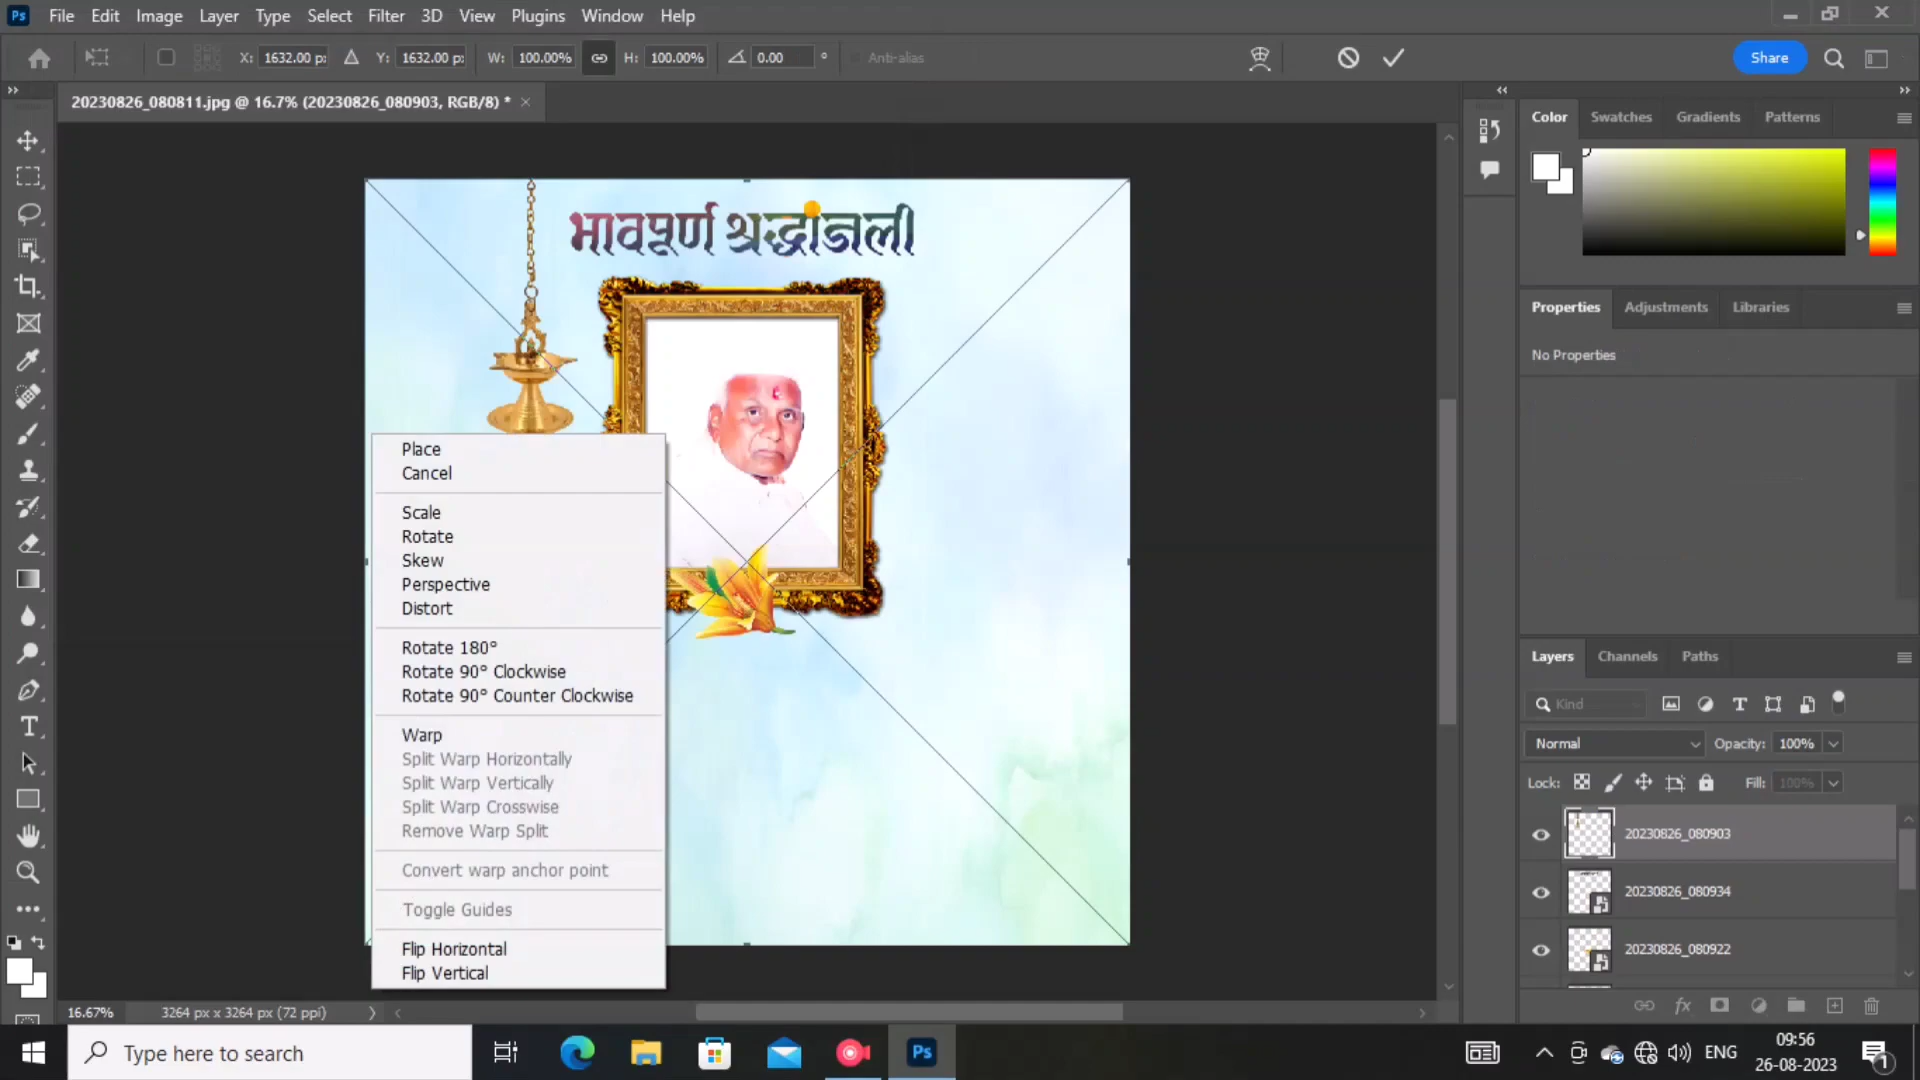 Ps File Edit Image Layer Type Select Filter 3D View Plugins Window Help
X: 1632.00 px Y: 1632.00 px W: 100.00% H: 100.00% 0.00 ° Anti-alias Share
20230826_080811.jpg @ 16.7% (20230826_080903, RGB/8) * ×
Color Swatches Gradients Patterns
भावपूर्ण श्रद्धांजली
Properties Adjustments Libraries
No Properties
Place
Cancel
Scale
Rotate
Skew
Perspective
Distort
Rotate 180°
Rotate 90° Clockwise
Rotate 90° Counter Clockwise
Warp
Split Warp Horizontally
Split Warp Vertically
Split Warp Crosswise
Remove Warp Split
Convert warp anchor point
Toggle Guides
Flip Horizontal
Flip Vertical
Layers Channels Paths
Kind
Normal Opacity: 100%
Lock: Fill: 100%
20230826_080903
20230826_080934
20230826_080922
16.67% 3264 px x 3264 px (72 ppi)
Type here to search
Ps
ENG
09:56
26-08-2023
1